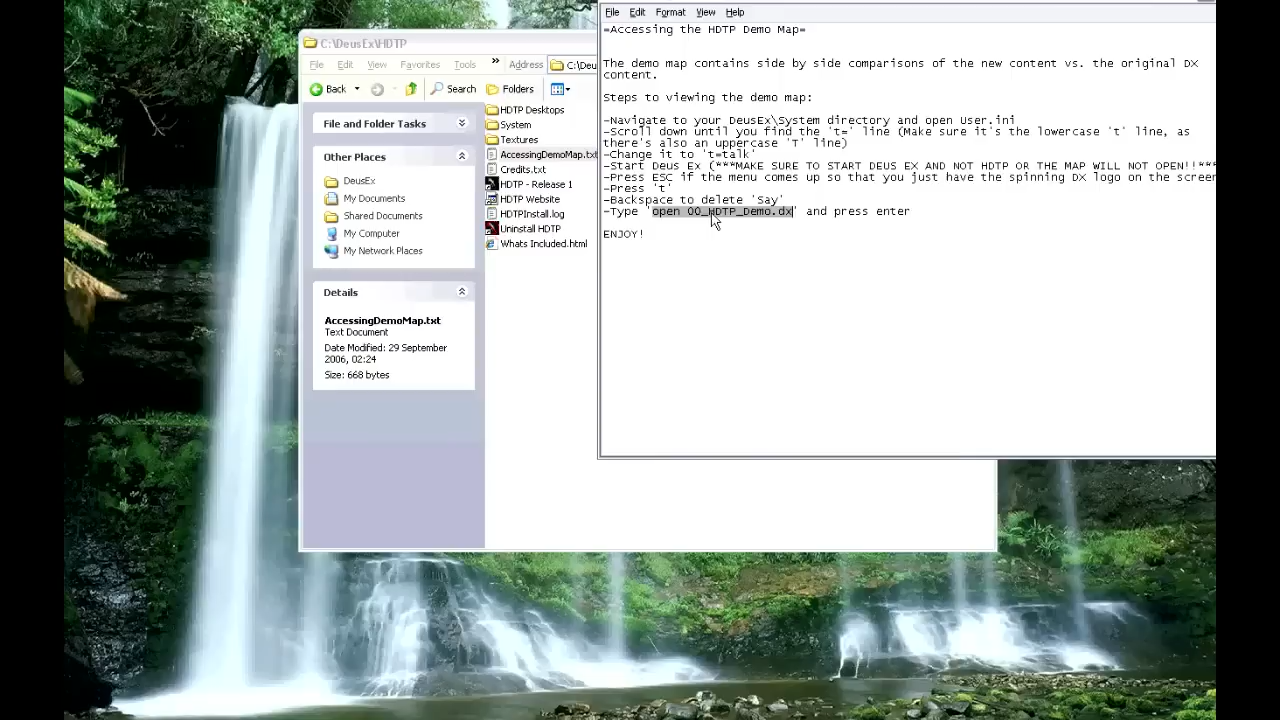 C:\DeusEx\HDTP
File Edit View Favorites Tools » Address C:\Deu
Back Search Folders
File and Folder Tasks
Other Places
DeusEx
My Documents
Shared Documents
My Computer
My Network Places
Details
AccessingDemoMap.txt
Text Document
Date Modified: 29 September
2006, 02:24
Size: 668 bytes
HDTP Desktops
System
Textures
AccessingDemoMap.txt
Credits.txt
HDTP - Release 1
HDTP Website
HDTPInstall.log
Uninstall HDTP
Whats Included.html
File Edit Format View Help
=Accessing the HDTP Demo Map=
The demo map contains side by side comparisons of the new content vs. the original DX
content.
Steps to viewing the demo map:
-Navigate to your DeusEx\System directory and open User.ini
-Scroll down until you find the 't=' line (Make sure it's the lowercase 't' line, as
there's also an uppercase 'T' line)
-Change it to 't=talk'
-Start Deus Ex (***MAKE SURE TO START DEUS EX AND NOT HDTP OR THE MAP WILL NOT OPEN!!***
-Press ESC if the menu comes up so that you just have the spinning DX logo on the screen
-Press 't'
-Backspace to delete 'Say'
-Type 'open 00_HDTP_Demo.dx' and press enter
ENJOY!